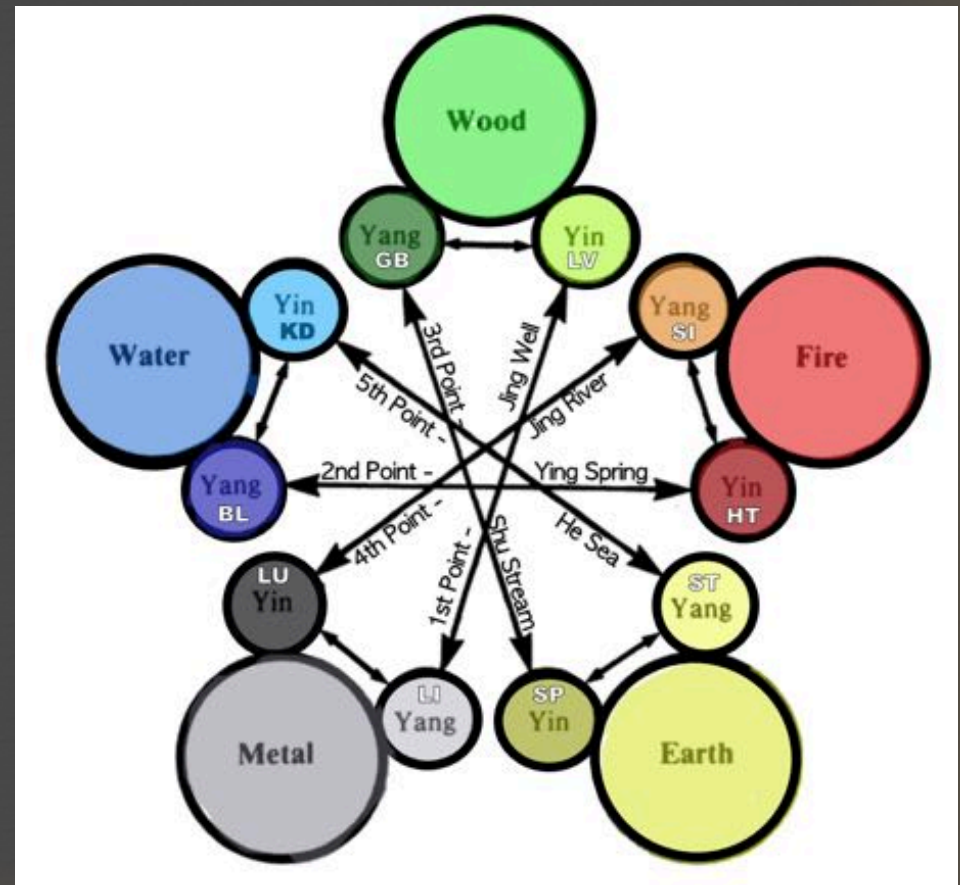 Wood
Yang
GB
Yin
LV
Yin
KD
Yang
SI
Water
Fire
3rd Point - Shu Stream
1st Point - Jing Well
5th Point - He Sea
4th Point - Jing River
2nd Point - Ying Spring
Yang
BL
Yin
HT
LU
Yin
ST
Yang
LI
Yang
SP
Yin
Metal
Earth